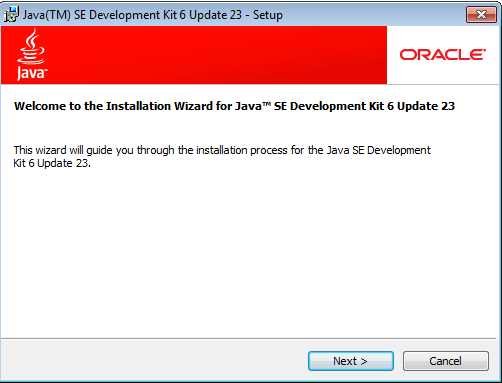 Java(TM) SE Development Kit 6 Update 23 - Setup
Java™
ORACLE®
Welcome to the Installation Wizard for Java™ SE Development Kit 6 Update 23
This wizard will guide you through the installation process for the Java SE Development
Kit 6 Update 23.
Next >
Cancel